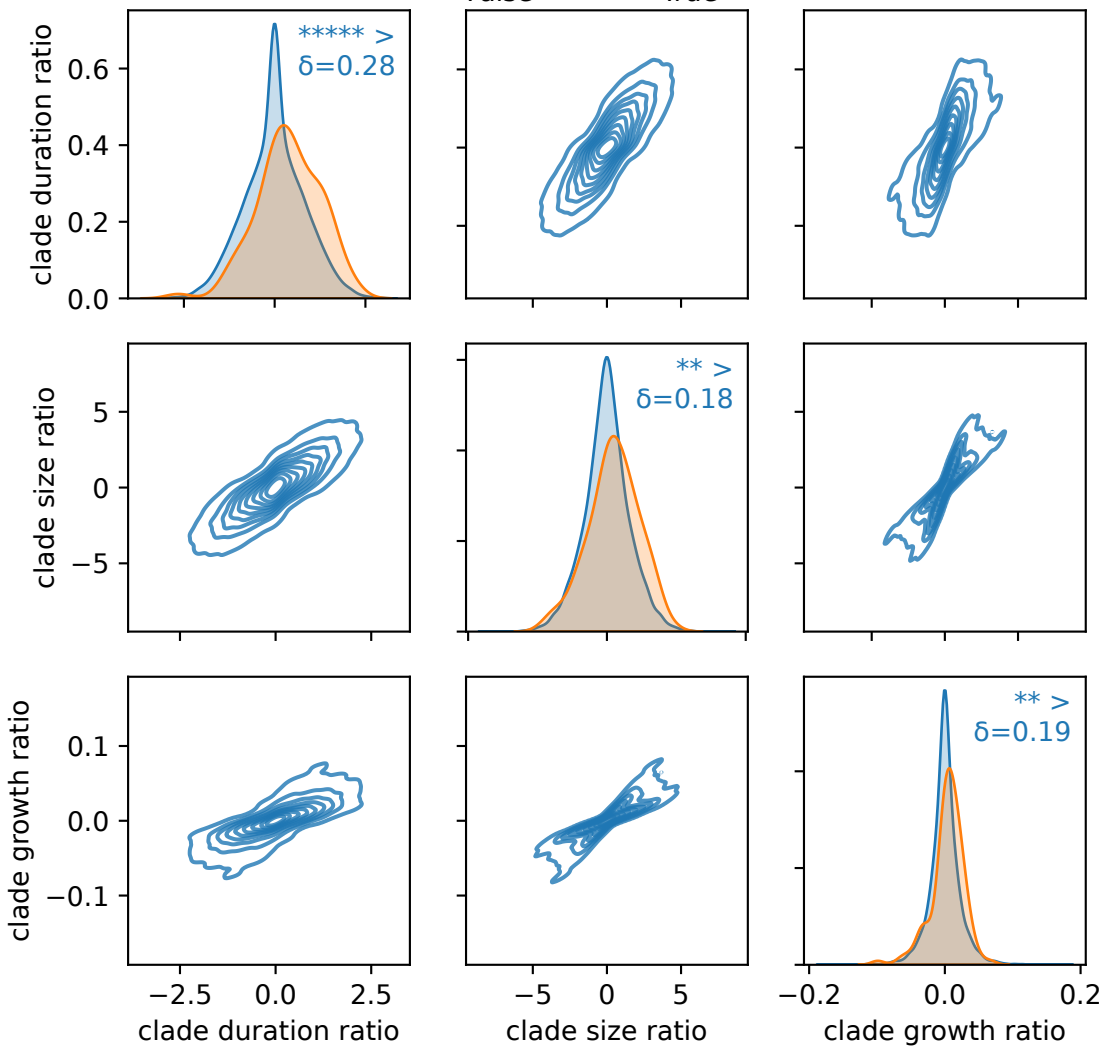 ***** >
δ=0.28
clade duration ratio
0.6
0.4
0.2
0.0
** >
δ=0.18
clade size ratio
5
0
−5
** >
δ=0.19
clade growth ratio
0.1
0.0
−0.1
−2.5 0.0 2.5
−5 0 5
−0.2 0.0 0.2
clade duration ratio
clade size ratio
clade growth ratio